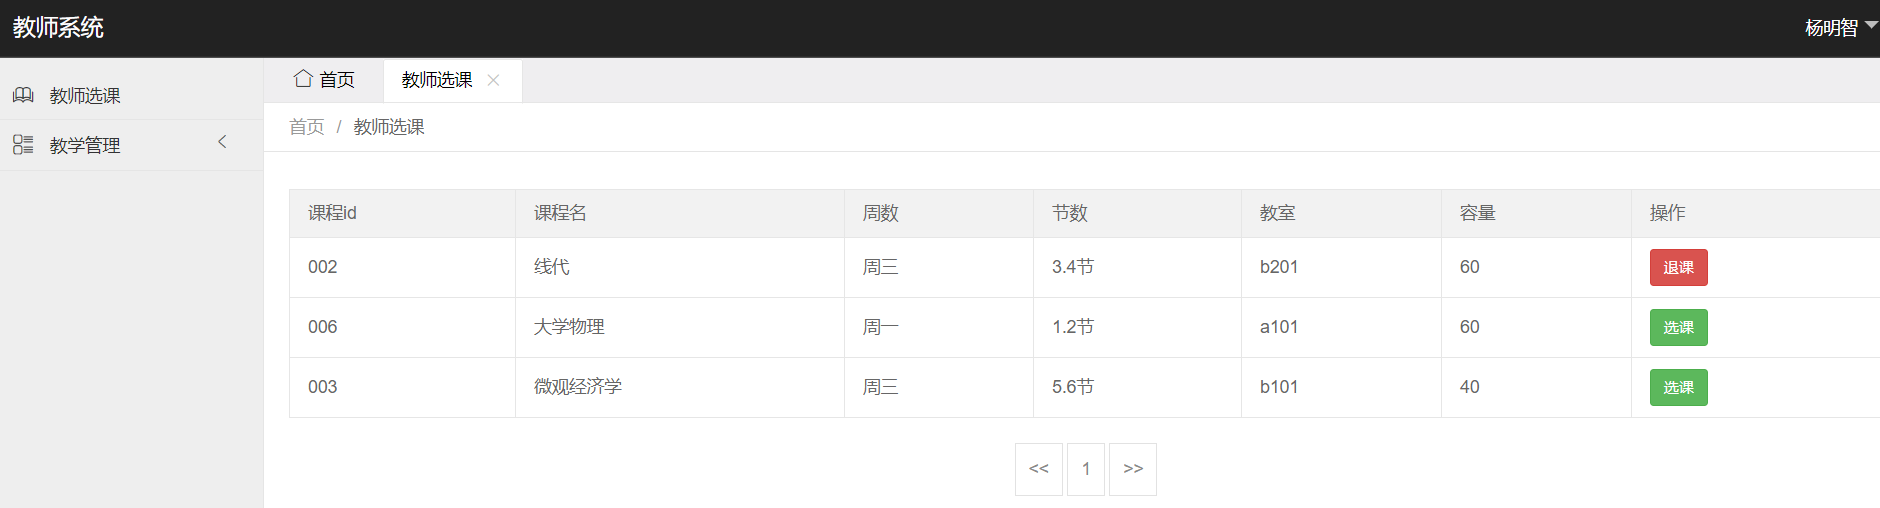 教师系统
杨明智
教师选课
教学管理
首页 教师选课
首页 / 教师选课
课程id 课程名 周数 节数 教室 容量 操作
002 线代 周三 3.4节 b201 60 退课
006 大学物理 周一 1.2节 a101 60 选课
003 微观经济学 周三 5.6节 b101 40 选课
<< 1 >>